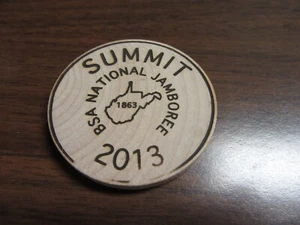 SUMMIT
BSA NATIONAL JAMBOREE
1863
2013